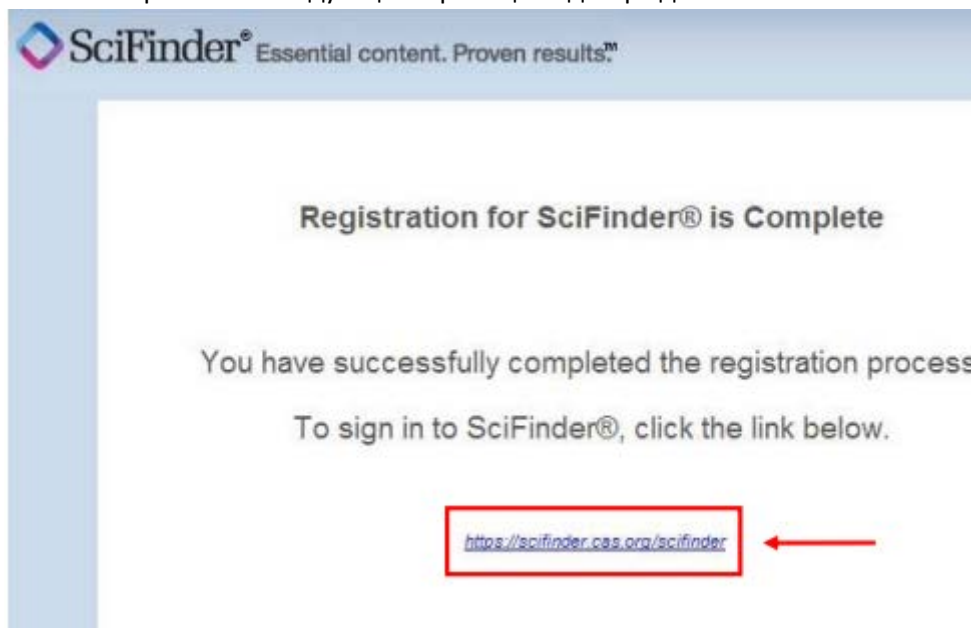 SciFinder® Essential content. Proven results.™
Registration for SciFinder® is Complete
You have successfully completed the registration process
To sign in to SciFinder®, click the link below.
https://scifinder.cas.org/scifinder